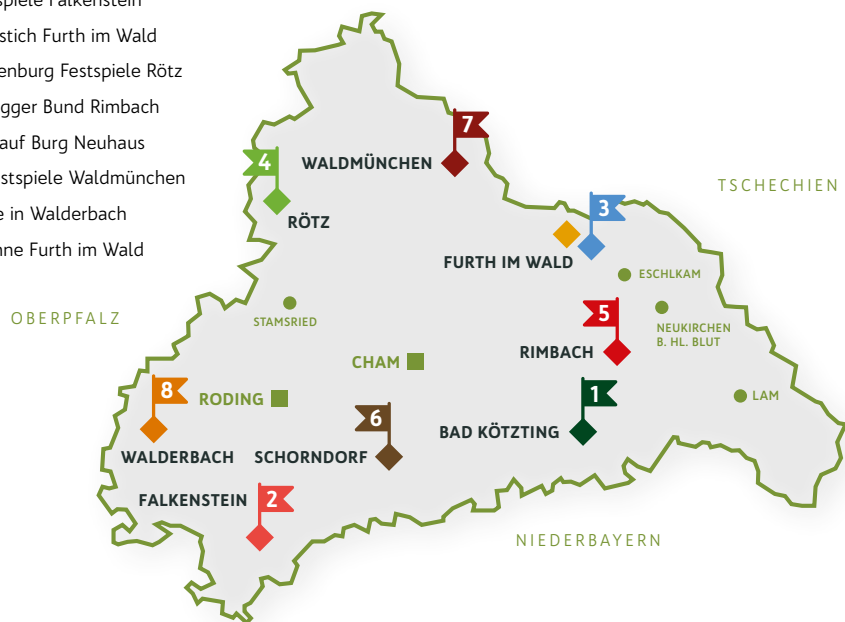 spiele Falkenstein
stich Furth im Wald
enburg Festspiele Rötz
gger Bund Rimbach
auf Burg Neuhaus
stspiele Waldmünchen
e in Walderbach
ne Furth im Wald
7
WALDMÜNCHEN
4
RÖTZ
TSCHECHIEN
3
FURTH IM WALD
ESCHLKAM
OBERPFALZ
STAMSRIED
5
NEUKIRCHEN
B. HL. BLUT
RIMBACH
CHAM
8
RODING
1
LAM
6
BAD KÖTZTING
WALDERBACH
SCHORNDORF
FALKENSTEIN
2
NIEDERBAYERN